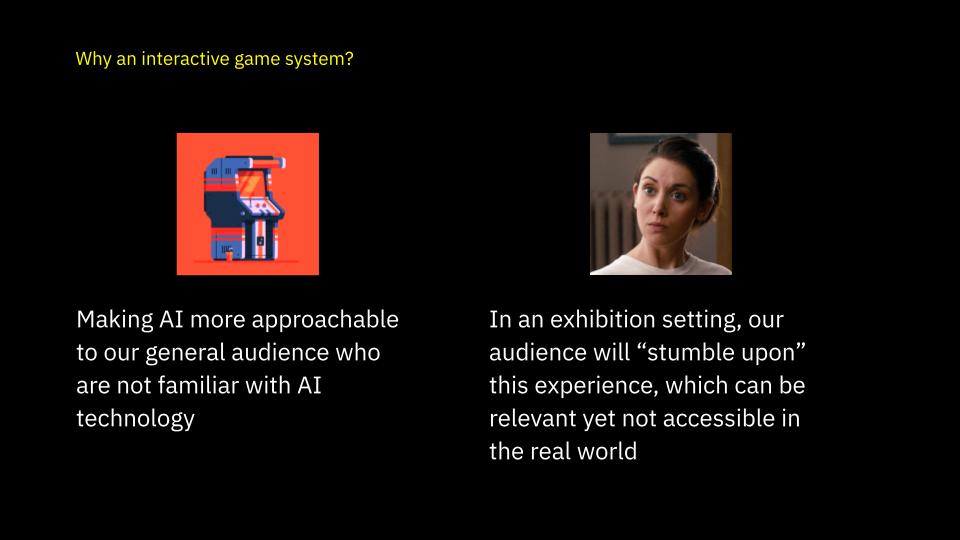 Why an interactive game system?
Making AI more approachable
to our general audience who
are not familiar with AI
technology
In an exhibition setting, our
audience will “stumble upon”
this experience, which can be
relevant yet not accessible in
the real world